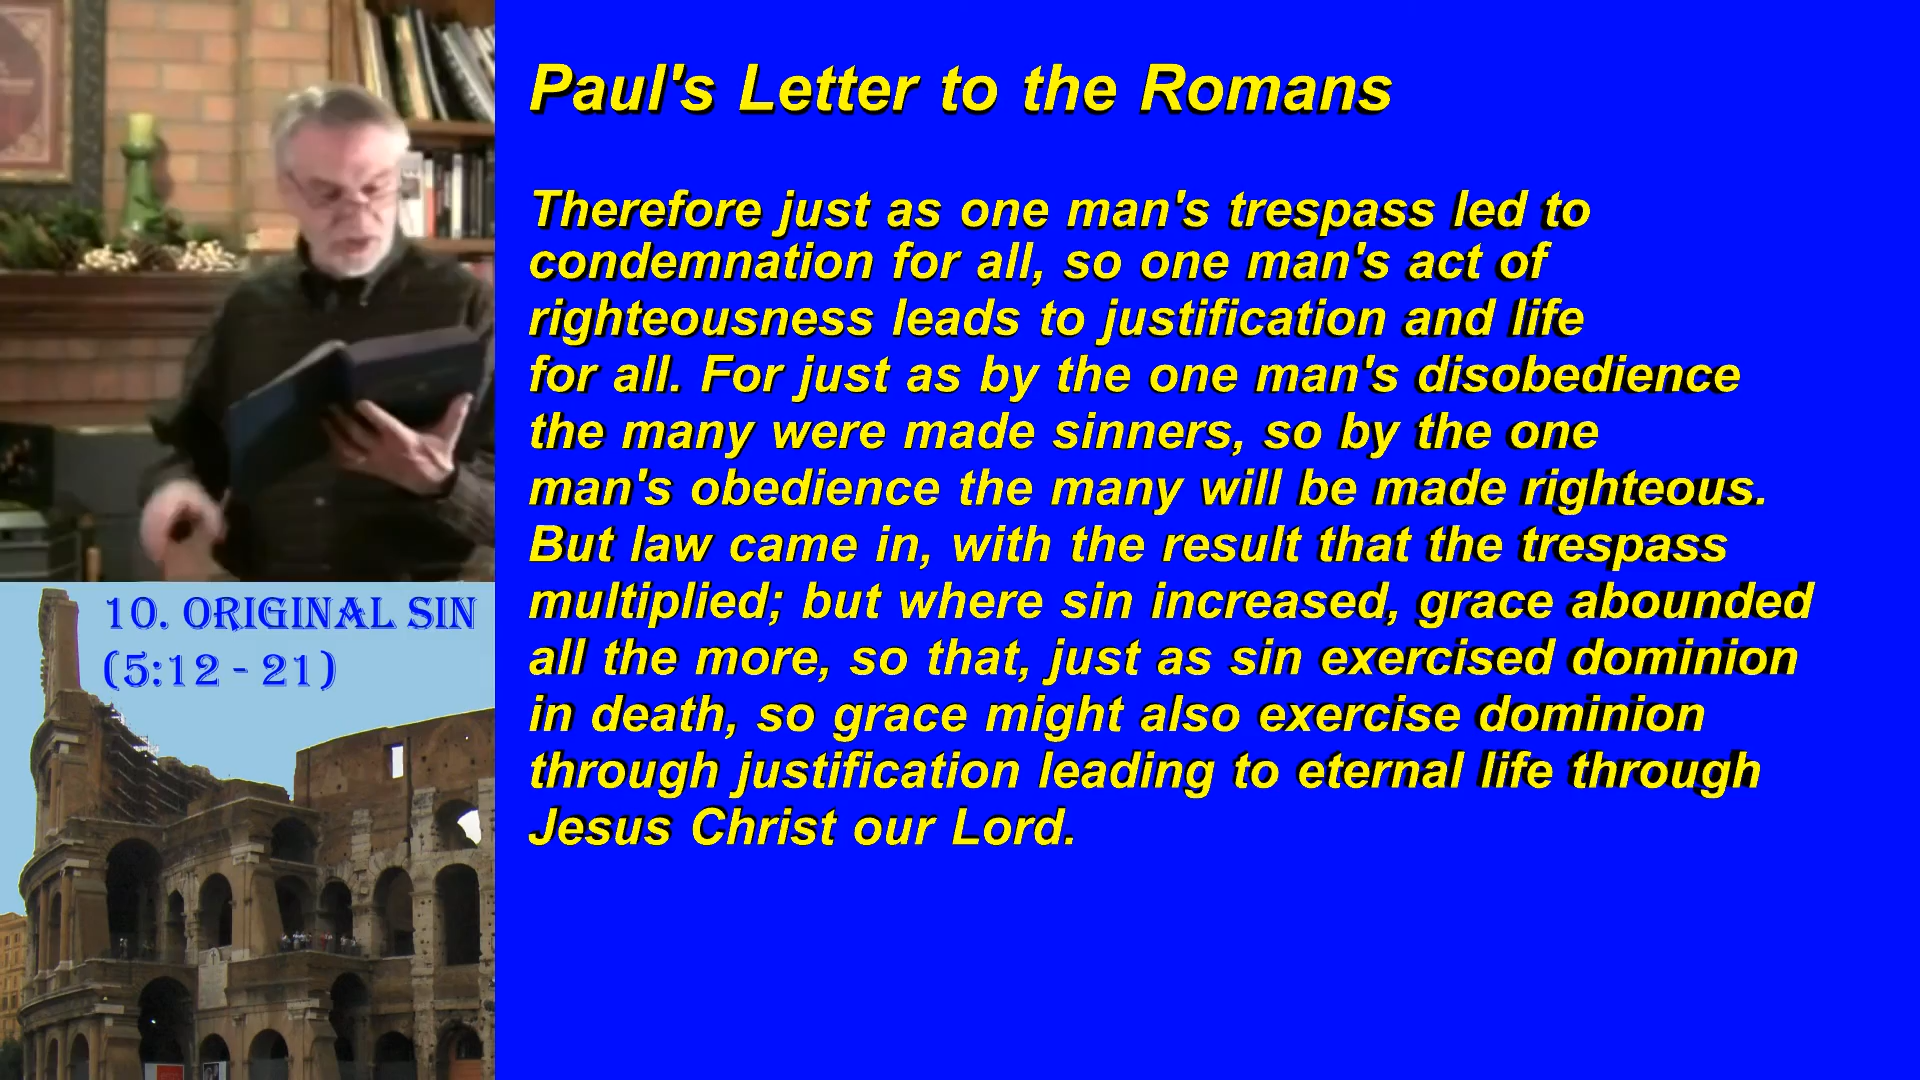 Paul's Letter to the Romans
Therefore just as one man's trespass led to
condemnation for all, so one man's act of
righteousness leads to justification and life
for all. For just as by the one man's disobedience
the many were made sinners, so by the one
man's obedience the many will be made righteous.
But law came in, with the result that the trespass
multiplied; but where sin increased, grace abounded
all the more, so that, just as sin exercised dominion
in death, so grace might also exercise dominion
through justification leading to eternal life through
Jesus Christ our Lord.
10. ORIGINAL SIN
(5:12 - 21)